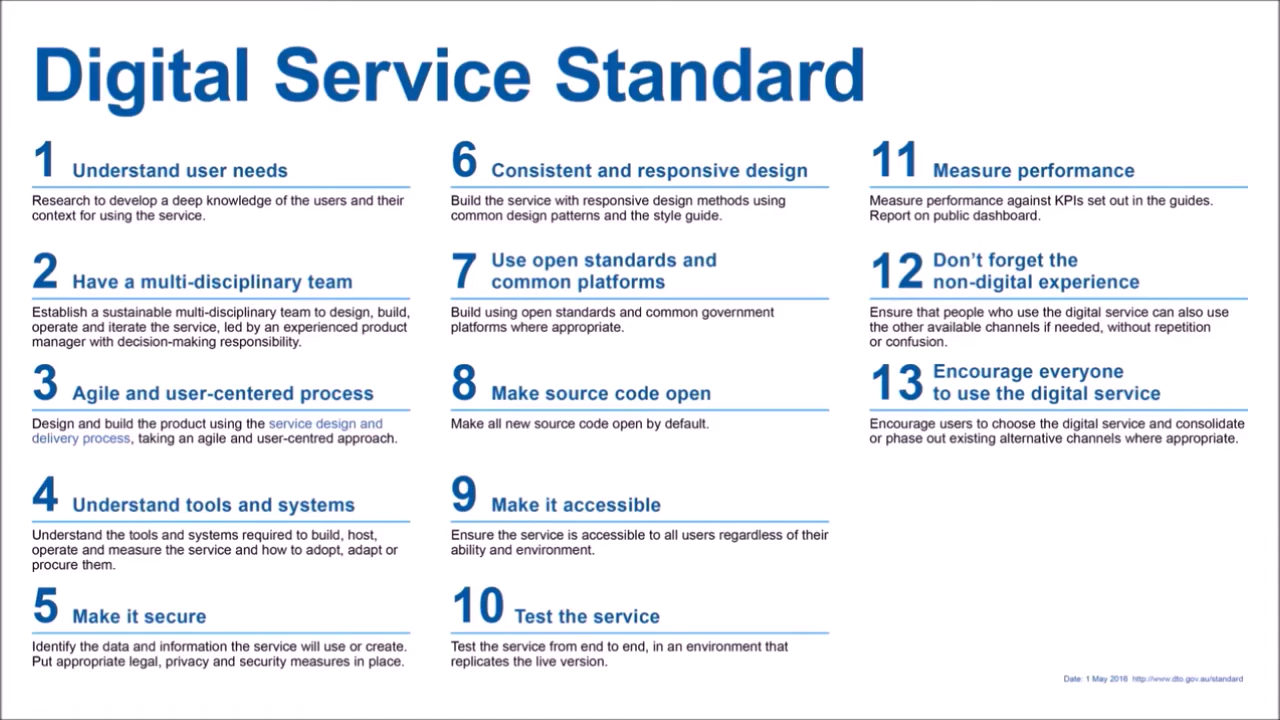 Digital Service Standard
1 Understand user needs
Research to develop a deep knowledge of the users and their
context for using the service.
2 Have a multi-disciplinary team
Establish a sustainable multi-disciplinary team to design, build,
operate and iterate the service, led by an experienced product
manager with decision-making responsibility.
3 Agile and user-centered process
Design and build the product using the service design and
delivery process, taking an agile and user-centred approach.
4 Understand tools and systems
Understand the tools and systems required to build, host,
operate and measure the service and how to adopt, adapt or
procure them.
5 Make it secure
Identify the data and information the service will use or create.
Put appropriate legal, privacy and security measures in place.
6 Consistent and responsive design
Build the service with responsive design methods using
common design patterns and the style guide.
7 Use open standards and
common platforms
Build using open standards and common government
platforms where appropriate.
8 Make source code open
Make all new source code open by default.
9 Make it accessible
Ensure the service is accessible to all users regardless of their
ability and environment.
10 Test the service
Test the service from end to end, in an environment that
replicates the live version.
11 Measure performance
Measure performance against KPIs set out in the guides.
Report on public dashboard.
12 Don’t forget the
non-digital experience
Ensure that people who use the digital service can also use
the other available channels if needed, without repetition
or confusion.
13 Encourage everyone
to use the digital service
Encourage users to choose the digital service and consolidate
or phase out existing alternative channels where appropriate.
Date: 1 May 2016 http://www.dto.gov.au/standard